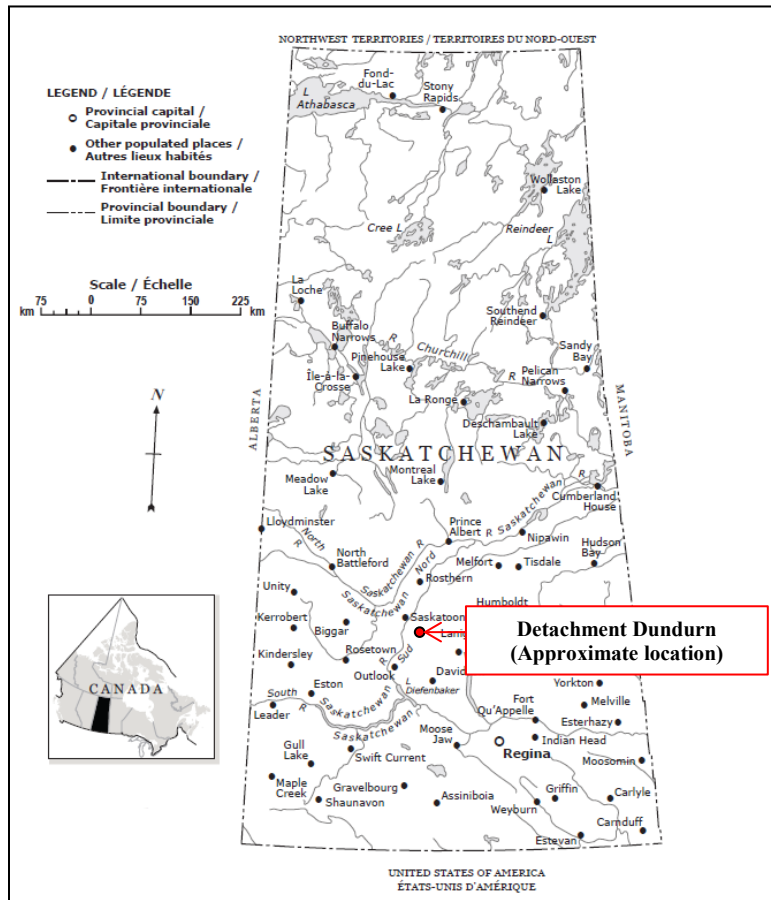 NORTHWEST TERRITORIES / TERRITOIRES DU NORD-OUEST
LEGEND / LÉGENDE
Provincial capital /
Capitale provinciale
Other populated places /
Autres lieux habités
International boundary /
Frontière internationale
Provincial boundary /
Limite provinciale
Scale / Échelle
75 0 75 150 225
km km
N
Fond-
du-Lac
Stony
Rapids
L
Athabasca
Wollaston
Lake
Cree L
Reindeer
L
La
Loche
Southend
Reindeer
Buffalo
Narrows
R
Churchill
R
Sandy
Bay
Pinehouse
Lake
Île-à-la-
Crosse
Pelican
Narrows
La Ronge
Deschambault
Lake
ALBERTA
MANITOBA
SASKATCHEWAN
Meadow
Lake
Montreal
Lake
R
Saskatchewan
Cumberland
House
Lloydminster
Prince
Albert
R
Nipawin
Hudson
Bay
North
R
North
Battleford
Saskatchewan R
Nord
Melfort
Tisdale
Rosthern
Unity
Saskatchewan
Humboldt
Saskatoon
Kerrobert
Biggar
Lanig
Detachment Dundurn
(Approximate location)
Rosetown
Kindersley
Sud
R
Outlook
David
L
Diefenbaker
Yorkton
Eston
Melville
South
R
Saskatchewan
Leader
Fort
Qu'Appelle
Esterhazy
Saskatchewan
Moose
Jaw
Indian Head
Regina
Gull
Lake
Swift Current
Moosomin
Maple
Creek
Gravelbourg
Shaunavon
Assiniboia
Griffin
Carlyle
Weyburn
Carnduff
Estevan
CANADA
UNITED STATES OF AMERICA
ÉTATS-UNIS D'AMÉRIQUE